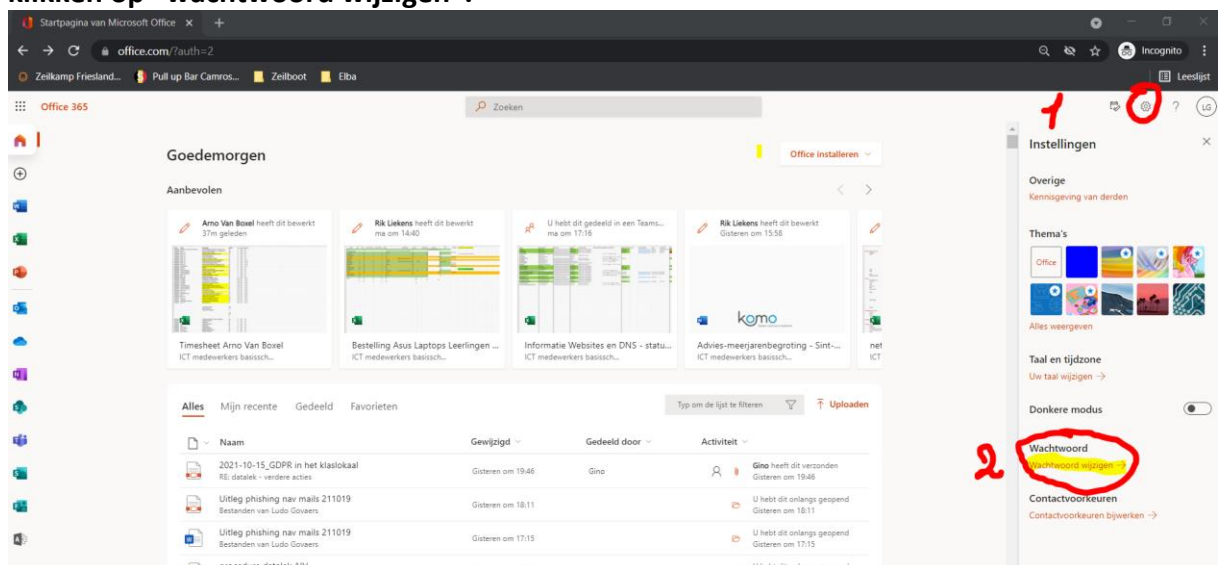 klikken op "wachtwoord wijzigen".
Startpagina van Microsoft Office
office.com/?auth=2
Incognito
Zeilkamp Friesland...
Pull up Bar Camros...
Zeilboot
Elba
Leeslijst
Office 365
Zoeken
1
?
LG
Instellingen
Goedemorgen
Office installeren
Overige
Kennisgeving van derden
Aanbevolen
Arno Van Boxel heeft dit bewerkt
37m geleden
Rik Liekens heeft dit bewerkt
ma om 14:40
U hebt dit gedeeld in een Teams...
ma om 17:16
Rik Liekens heeft dit bewerkt
Gisteren om 15:58
Thema's
Office
komo
Alles weergeven
Timesheet Arno Van Boxel
ICT medewerkers basissch...
Bestelling Asus Laptops Leerlingen ...
ICT medewerkers basissch...
Informatie Websites en DNS - statu...
ICT medewerkers basissch...
Advies-meerjarenbegroting - Sint-...
ICT medewerkers basissch...
net
ICT
Taal en tijdzone
Uw taal wijzigen →
Donkere modus
Alles
Mijn recente
Gedeeld
Favorieten
Typ om de lijst te filteren
Uploaden
Naam
Gewijzigd
Gedeeld door
Activiteit
2
Wachtwoord
Wachtwoord wijzigen →
2021-10-15_GDPR in het klaslokaal
RE: datalek - verdere acties
Gisteren om 19:46
Gino
Gino heeft dit verzonden
Gisteren om 19:46
Contactvoorkeuren
Contactvoorkeuren bijwerken →
Uitleg phishing nav mails 211019
Bestanden van Ludo Govaers
Gisteren om 18:11
U hebt dit onlangs geopend
Gisteren om 18:11
Uitleg phishing nav mails 211019
Bestanden van Ludo Govaers
Gisteren om 17:15
U hebt dit onlangs geopend
Gisteren om 17:15